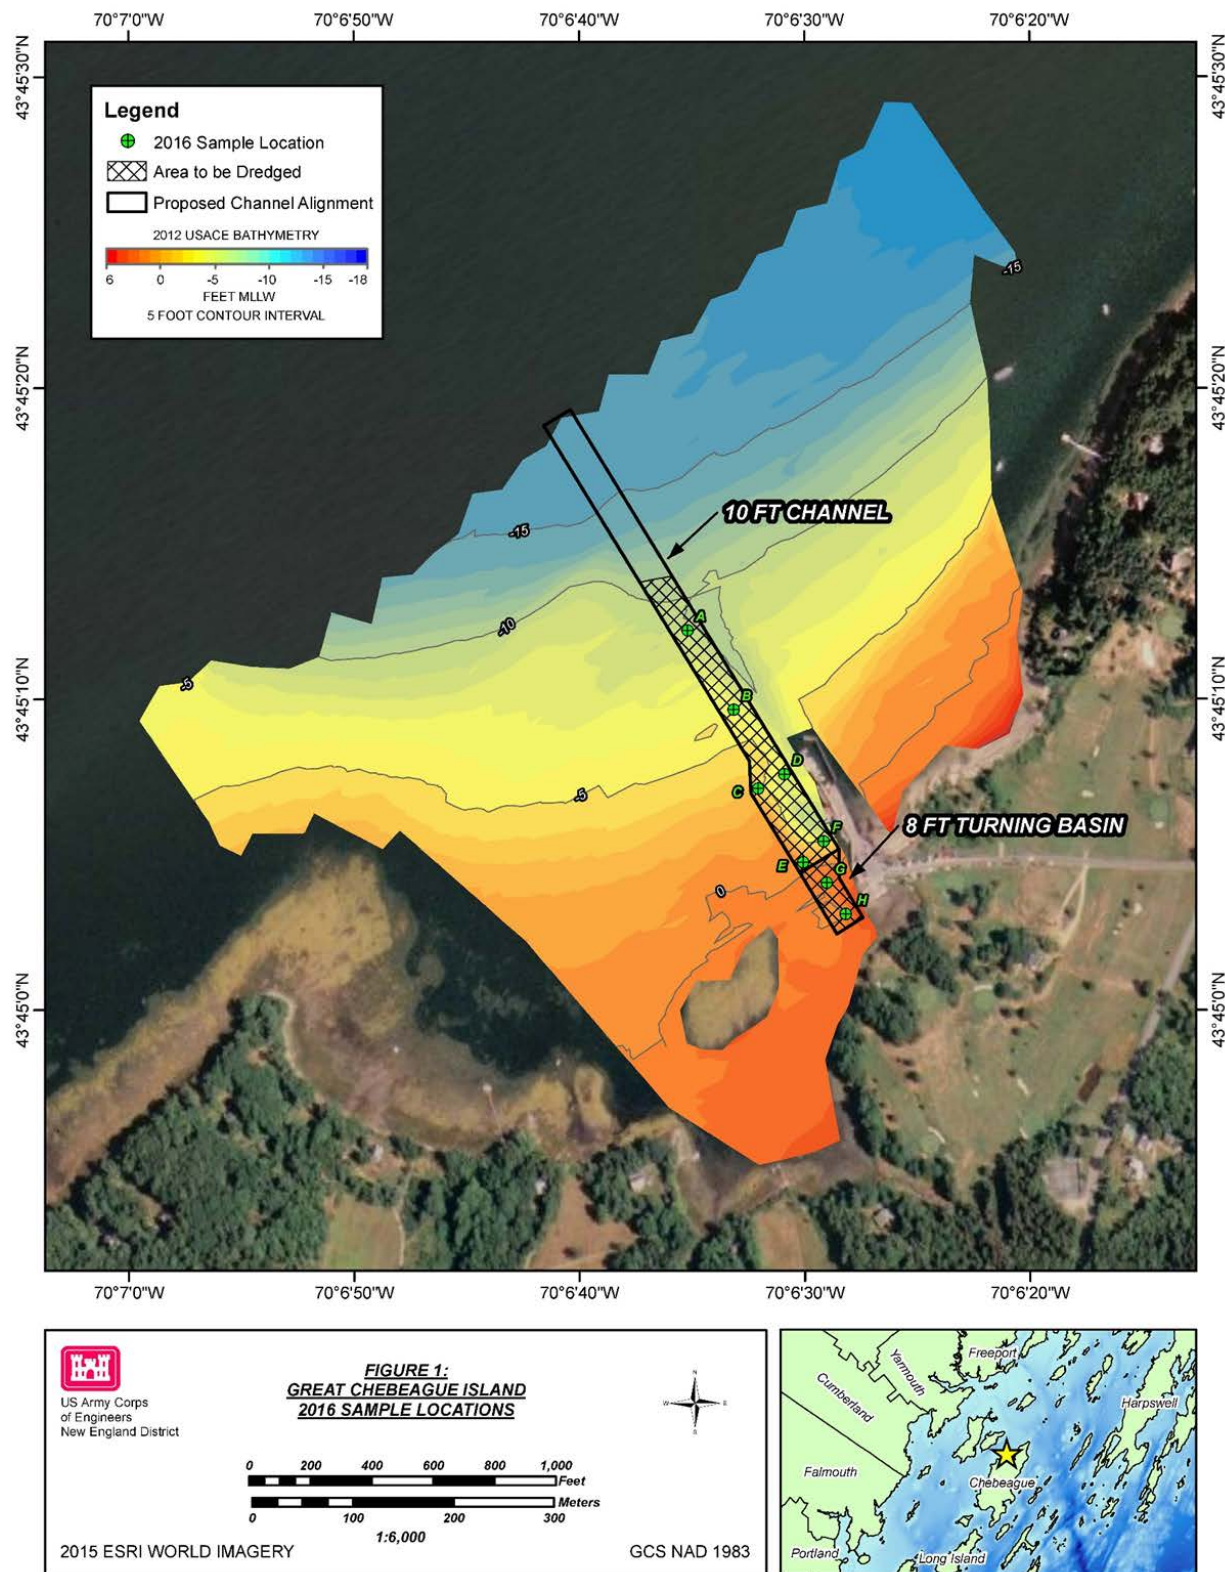 70°7'0"W 70°6'50"W 70°6'40"W 70°6'30"W 70°6'20"W
43°45'30"N
43°45'30"N
Legend
2016 Sample Location
Area to be Dredged
Proposed Channel Alignment
2012 USACE BATHYMETRY
6 0 -5 -10 -15 -18
FEET MLLW
5 FOOT CONTOUR INTERVAL
-15
43°45'20"N
43°45'20"N
10 FT CHANNEL
-15
A
-10
-5
43°45'10"N
43°45'10"N
B
D
C
-5
F
8 FT TURNING BASIN
E
G
0
H
43°45'0"N
43°45'0"N
70°7'0"W 70°6'50"W 70°6'40"W 70°6'30"W 70°6'20"W
US Army Corps
of Engineers
New England District
FIGURE 1:
GREAT CHEBEAGUE ISLAND
2016 SAMPLE LOCATIONS
N
W E
S
0 200 400 600 800 1,000
Feet
Meters
0 100 200 300
1:6,000
2015 ESRI WORLD IMAGERY
GCS NAD 1983
Freeport
Yarmouth
Cumberland
Harpswell
Falmouth
Chebeague
Portland
Long Island